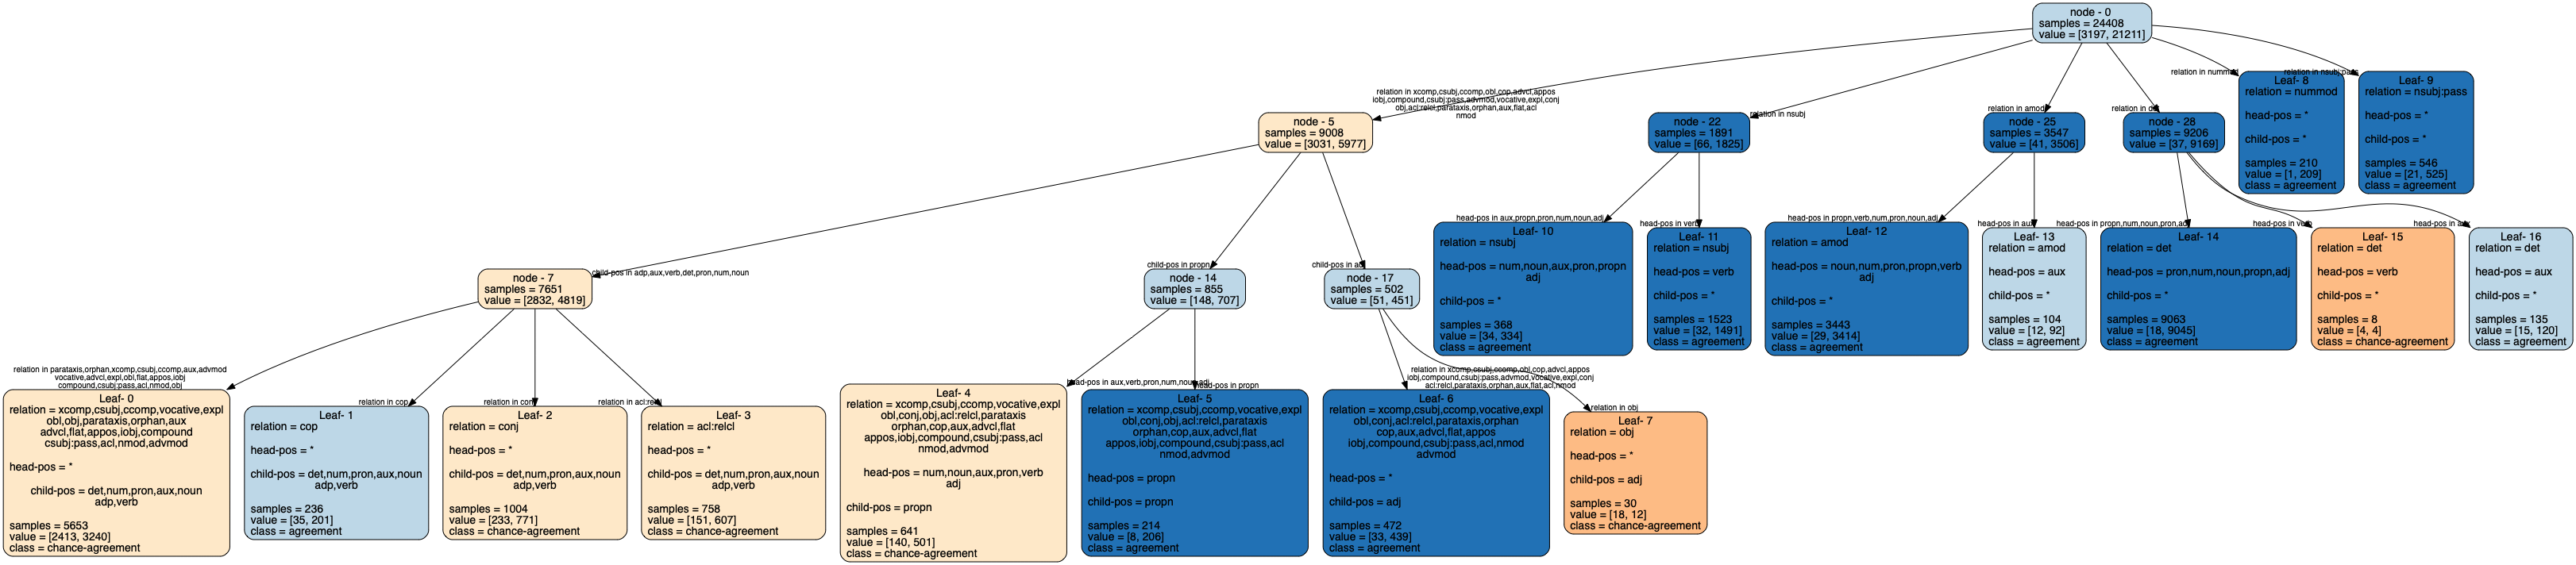 node - 0
samples = 24408
value = [3197, 21211]
relation in xcomp,csubj,ccomp,obl,cop,advcl,appos
iobj,compound,csubj:pass,advmod,vocative,expl,conj
obj,acl:relcl,parataxis,orphan,aux,flat,acl
nmod
node - 5
samples = 9008
value = [3031, 5977]
relation in nsubj
node - 22
samples = 1891
value = [66, 1825]
relation in amod
node - 25
samples = 3547
value = [41, 3506]
relation in det
node - 28
samples = 9206
value = [37, 9169]
relation in nummod
Leaf- 8
relation = nummod
head-pos = *
child-pos = *
samples = 210
value = [1, 209]
class = agreement
relation in nsubj:pass
Leaf- 9
relation = nsubj:pass
head-pos = *
child-pos = *
samples = 546
value = [21, 525]
class = agreement
child-pos in adp,aux,verb,det,pron,num,noun
node - 7
samples = 7651
value = [2832, 4819]
child-pos in propn
node - 14
samples = 855
value = [148, 707]
child-pos in adj
node - 17
samples = 502
value = [51, 451]
head-pos in aux,propn,pron,num,noun,adj
Leaf- 10
relation = nsubj
head-pos = num,noun,aux,pron,propn
adj
child-pos = *
samples = 368
value = [34, 334]
class = agreement
head-pos in verb
Leaf- 11
relation = nsubj
head-pos = verb
child-pos = *
samples = 1523
value = [32, 1491]
class = agreement
head-pos in propn,verb,num,pron,noun,adj
Leaf- 12
relation = amod
head-pos = noun,num,pron,propn,verb
adj
child-pos = *
samples = 3443
value = [29, 3414]
class = agreement
head-pos in aux
Leaf- 13
relation = amod
head-pos = aux
child-pos = *
samples = 104
value = [12, 92]
class = agreement
head-pos in propn,num,noun,pron,adj
Leaf- 14
relation = det
head-pos = pron,num,noun,propn,adj
child-pos = *
samples = 9063
value = [18, 9045]
class = agreement
head-pos in verb
Leaf- 15
relation = det
head-pos = verb
child-pos = *
samples = 8
value = [4, 4]
class = chance-agreement
head-pos in aux
Leaf- 16
relation = det
head-pos = aux
child-pos = *
samples = 135
value = [15, 120]
class = agreement
relation in parataxis,orphan,xcomp,csubj,ccomp,aux,advmod
vocative,advcl,expl,obl,flat,appos,iobj
compound,csubj:pass,acl,nmod,obj
Leaf- 0
relation = xcomp,csubj,ccomp,vocative,expl
obl,obj,parataxis,orphan,aux
advcl,flat,appos,iobj,compound
csubj:pass,acl,nmod,advmod
head-pos = *
child-pos = det,num,pron,aux,noun
adp,verb
samples = 5653
value = [2413, 3240]
class = chance-agreement
relation in cop
Leaf- 1
relation = cop
head-pos = *
child-pos = det,num,pron,aux,noun
adp,verb
samples = 236
value = [35, 201]
class = agreement
relation in conj
Leaf- 2
relation = conj
head-pos = *
child-pos = det,num,pron,aux,noun
adp,verb
samples = 1004
value = [233, 771]
class = chance-agreement
relation in acl:relcl
Leaf- 3
relation = acl:relcl
head-pos = *
child-pos = det,num,pron,aux,noun
adp,verb
samples = 758
value = [151, 607]
class = chance-agreement
head-pos in aux,verb,pron,num,noun,adj
Leaf- 4
relation = xcomp,csubj,ccomp,vocative,expl
obl,conj,obj,acl:relcl,parataxis
orphan,cop,aux,advcl,flat
appos,iobj,compound,csubj:pass,acl
nmod,advmod
head-pos = num,noun,aux,pron,verb
adj
child-pos = propn
samples = 641
value = [140, 501]
class = chance-agreement
head-pos in propn
Leaf- 5
relation = xcomp,csubj,ccomp,vocative,expl
obl,conj,obj,acl:relcl,parataxis
orphan,cop,aux,advcl,flat
appos,iobj,compound,csubj:pass,acl
nmod,advmod
head-pos = propn
child-pos = propn
samples = 214
value = [8, 206]
class = agreement
relation in xcomp,csubj,ccomp,obl,cop,advcl,appos
iobj,compound,csubj:pass,advmod,vocative,expl,conj
acl:relcl,parataxis,orphan,aux,flat,acl,nmod
Leaf- 6
relation = xcomp,csubj,ccomp,vocative,expl
obl,conj,acl:relcl,parataxis,orphan
cop,aux,advcl,flat,appos
iobj,compound,csubj:pass,acl,nmod
advmod
head-pos = *
child-pos = adj
samples = 472
value = [33, 439]
class = agreement
relation in obj
Leaf- 7
relation = obj
head-pos = *
child-pos = adj
samples = 30
value = [18, 12]
class = chance-agreement